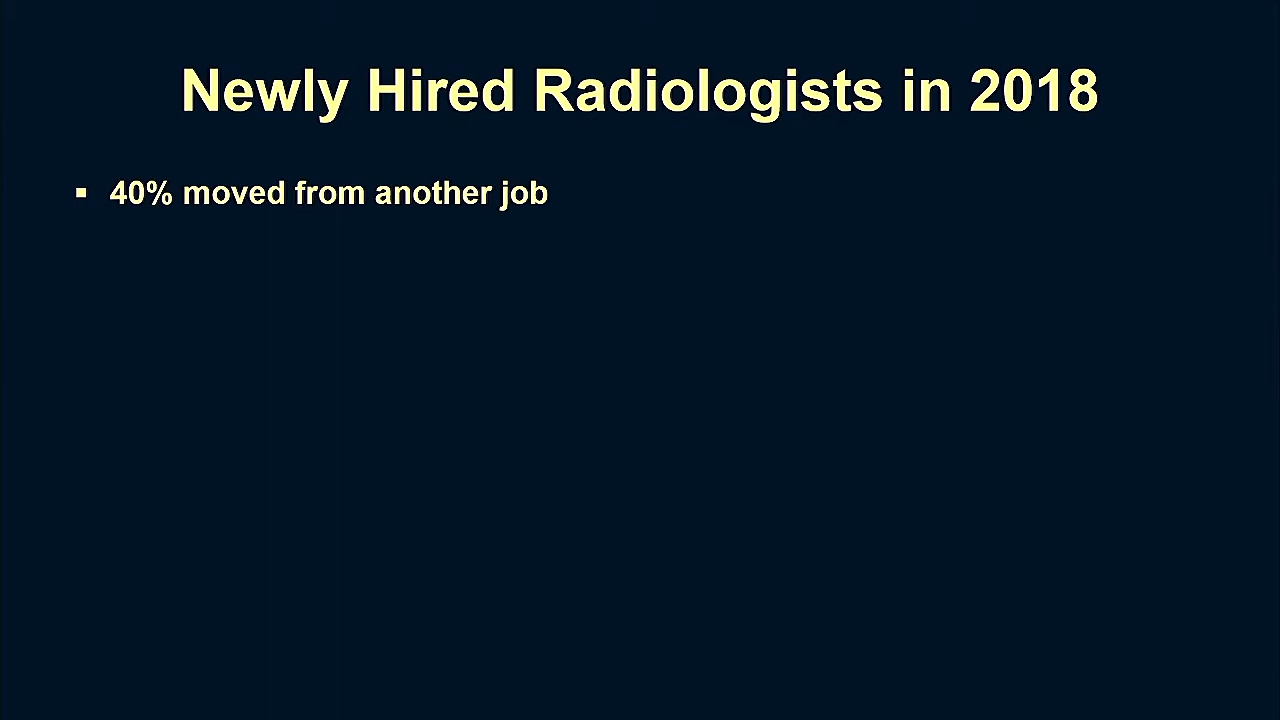 Newly Hired Radiologists in 2018
▪ 40% moved from another job